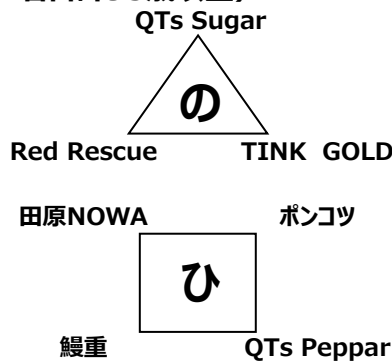 QTs Sugar
の
Red Rescue TINK GOLD
田原NOWA ポンコツ
ひ
鰻重 QTs Peppar